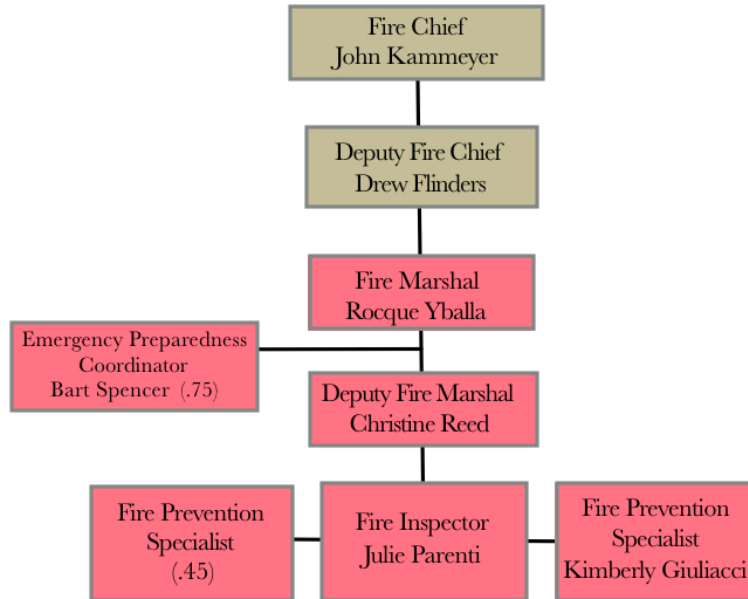 Fire Chief
John Kammeyer
Deputy Fire Chief
Drew Flinders
Fire Marshal
Rocque Yballa
Emergency Preparedness
Coordinator
Bart Spencer (.75)
Deputy Fire Marshal
Christine Reed
Fire Prevention
Specialist
(.45)
Fire Inspector
Julie Parenti
Fire Prevention
Specialist
Kimberly Giuliacci